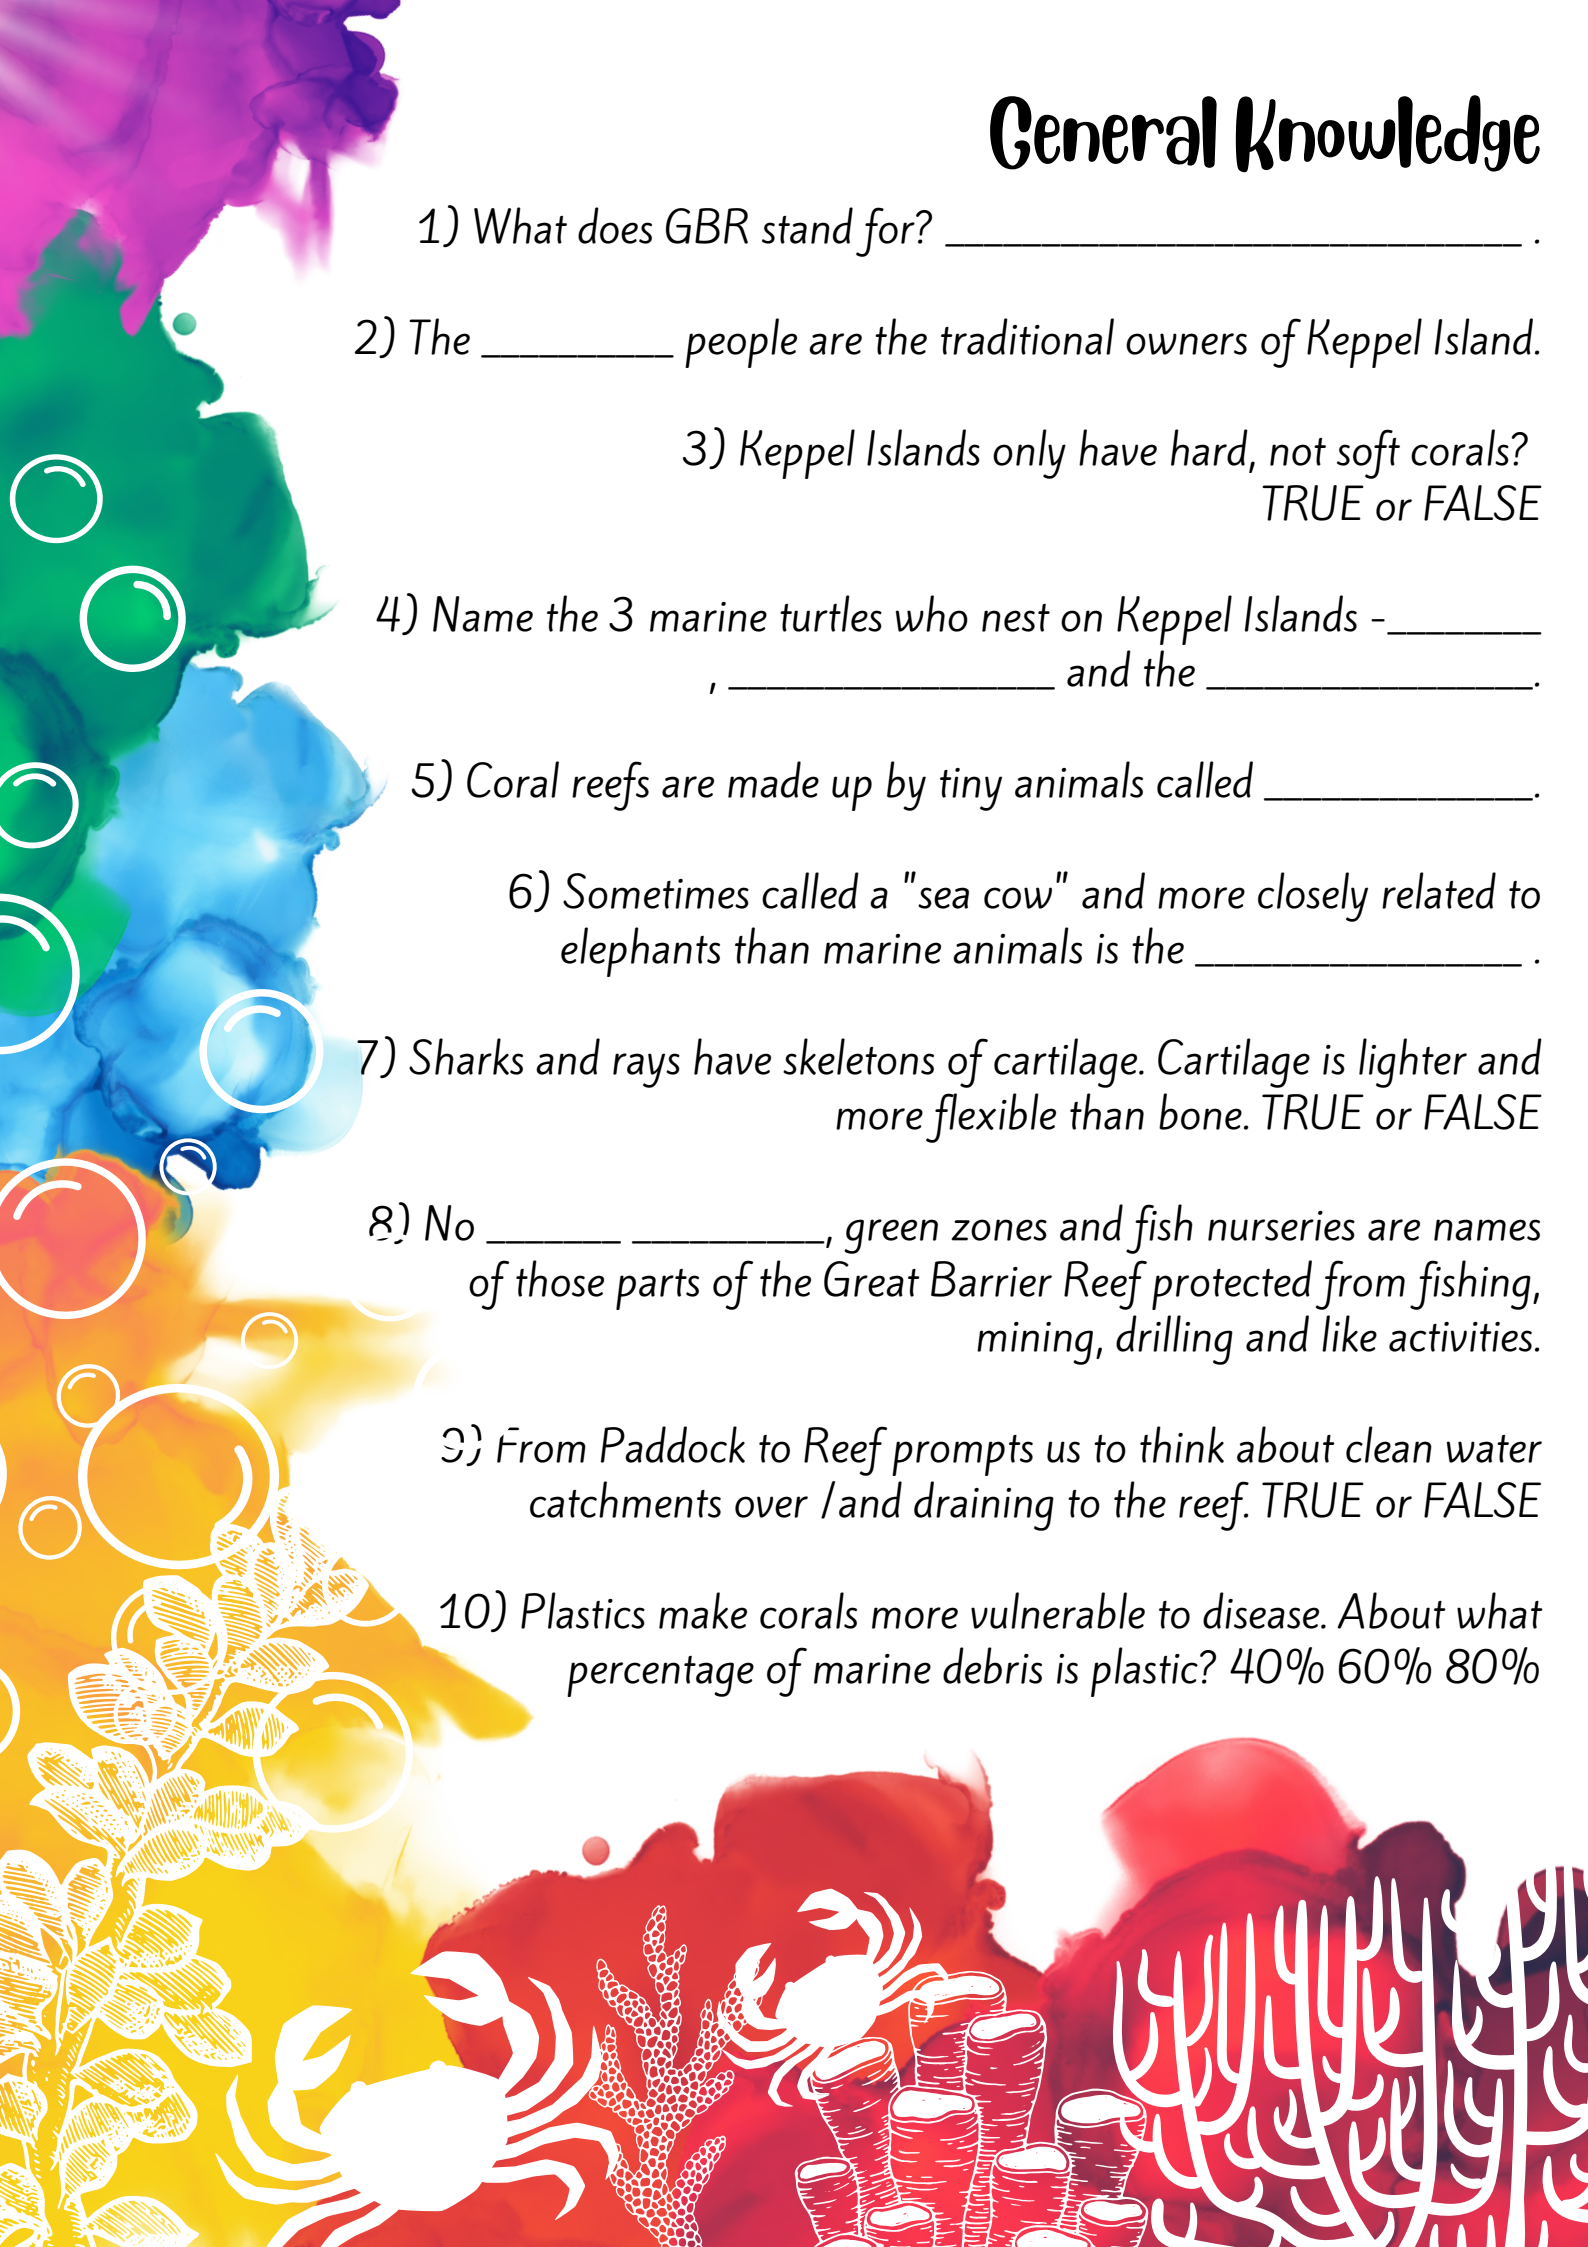 General Knowledge
1) What does GBR stand for? ______________________________ .
2) The __________ people are the traditional owners of Keppel Island.
3) Keppel Islands only have hard, not soft corals?
TRUE or FALSE
4) Name the 3 marine turtles who nest on Keppel Islands -________
, _________________ and the _________________.
5) Coral reefs are made up by tiny animals called ______________.
6) Sometimes called a "sea cow" and more closely related to
elephants than marine animals is the _________________ .
7) Sharks and rays have skeletons of cartilage. Cartilage is lighter and
more flexible than bone. TRUE or FALSE
8) No _______ __________, green zones and fish nurseries are names
of those parts of the Great Barrier Reef protected from fishing,
mining, drilling and like activities.
9) From Paddock to Reef prompts us to think about clean water
catchments over /and draining to the reef. TRUE or FALSE
10) Plastics make corals more vulnerable to disease. About what
percentage of marine debris is plastic? 40% 60% 80%